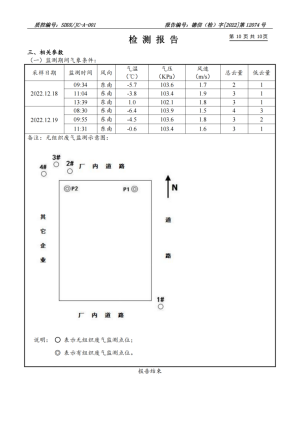 质控编号：SDDX/JC-A-001 报告编号：德信（检）字[2022]第 12074 号
检 测 报 告 第 10 页 共 10 页
三、相关参数
（一）监测期间气象条件：
采样日期 监测时间 风向 气温（℃） 气压（KPa） 风速（m/s） 总云量 低云量
2022.12.18 09:34 东南 -5.7 103.6 1.7 2 1
11:04 东南 -3.8 103.4 1.9 3 1
13:39 东南 1.0 102.1 1.8 3 1
2022.12.19 08:30 东南 -6.4 103.9 1.5 4 3
09:55 东南 -4.5 103.6 1.8 3 2
11:31 东南 -0.6 103.4 1.6 3 1
备注：无组织废气监测示意图：
3#
4# 2# 厂 内 道 路
P2 P1 N
其它企业
道路
1#
厂 内 道 路
说明： 表示无组织废气监测点位；
表示有组织废气监测点位；
报告结束